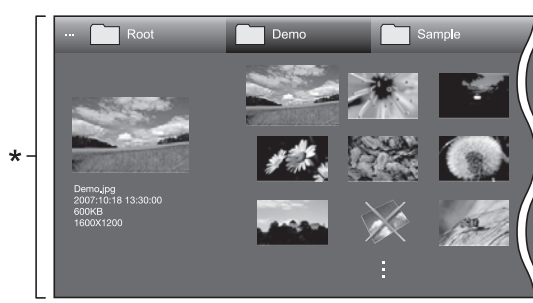 *
... Root
Demo
Sample
Demo.jpg
2007:10:18 13:30:00
600KB
1600X1200